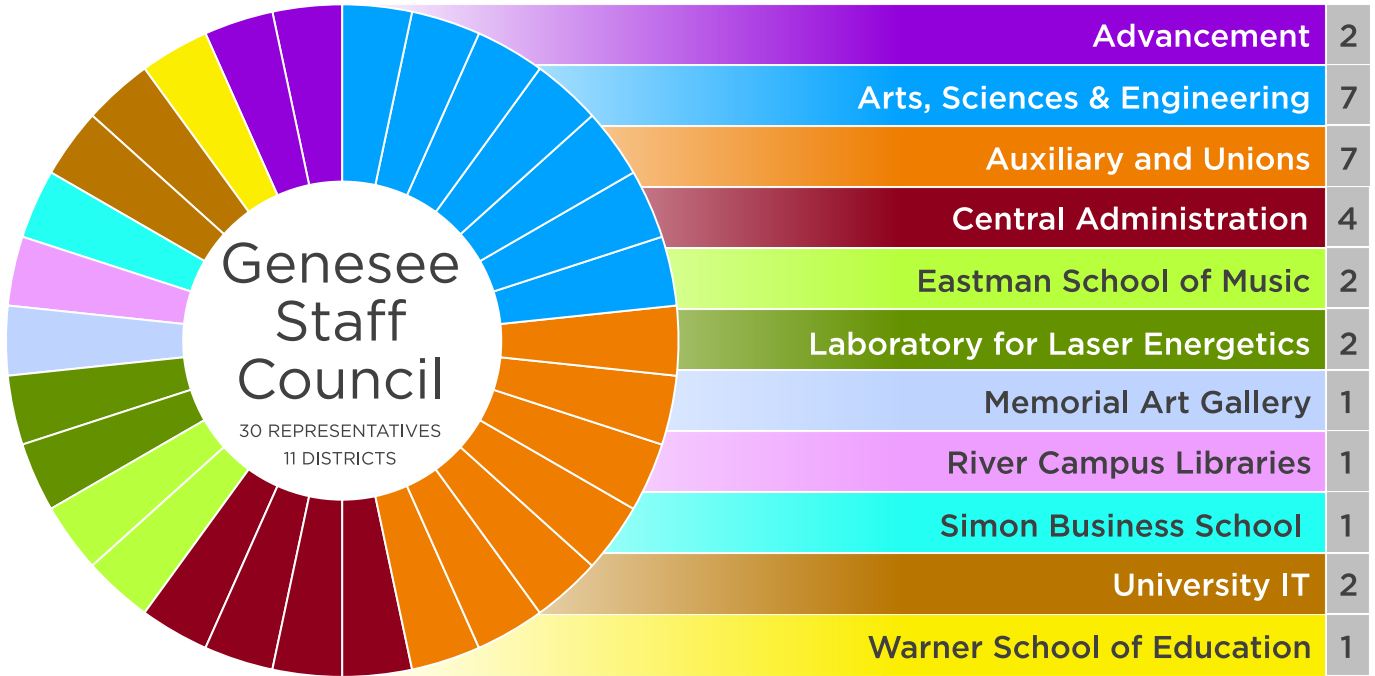 Genesee
Staff
Council
30 REPRESENTATIVES
11 DISTRICTS
Advancement 2
Arts, Sciences & Engineering 7
Auxiliary and Unions 7
Central Administration 4
Eastman School of Music 2
Laboratory for Laser Energetics 2
Memorial Art Gallery 1
River Campus Libraries 1
Simon Business School 1
University IT 2
Warner School of Education 1